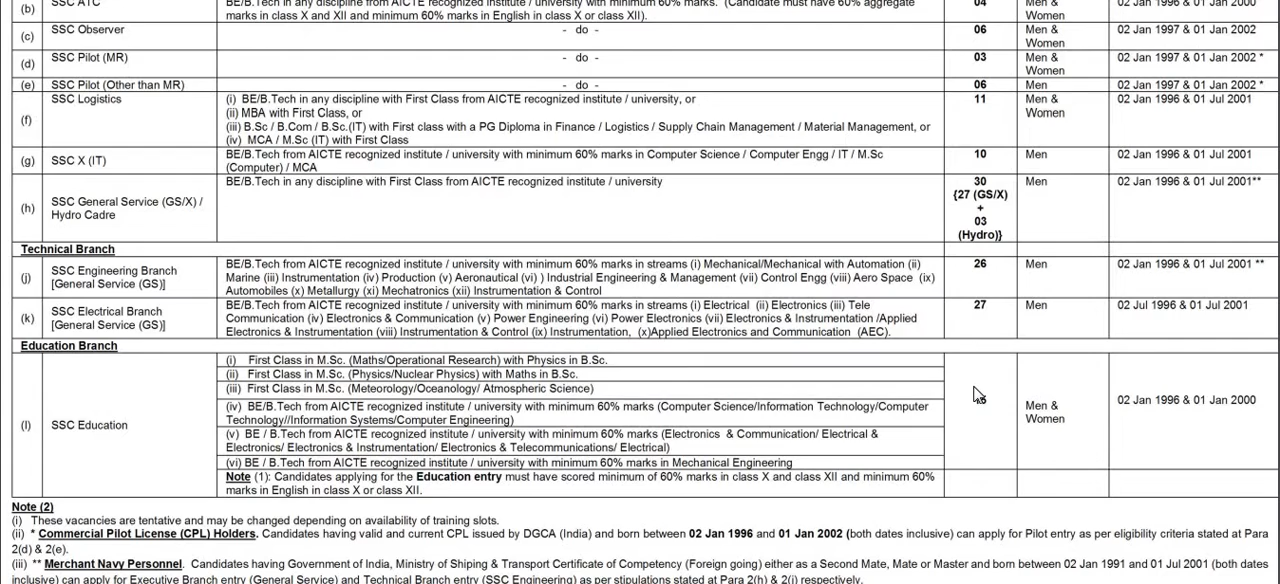 (b) SSC ATC BE/B.Tech in any discipline from AICTE recognized institute / university with minimum 60% marks. (Candidate must have 60% aggregate 04 Men & 02 Jan 1996 & 01 Jan 2000
marks in class X and XII and minimum 60% marks in English in class X or class XII). Women
(c) SSC Observer - do - 06 Men & 02 Jan 1997 & 01 Jan 2002
Women
(d) SSC Pilot (MR) - do - 03 Men & 02 Jan 1997 & 01 Jan 2002 *
Women
(e) SSC Pilot (Other than MR) - do - 06 Men 02 Jan 1997 & 01 Jan 2002 *
(f) SSC Logistics (i) BE/B.Tech in any discipline with First Class from AICTE recognized institute / university, or 11 Men & 02 Jan 1996 & 01 Jul 2001
(ii) MBA with First Class, or Women
(iii) B.Sc / B.Com / B.Sc.(IT) with First class with a PG Diploma in Finance / Logistics / Supply Chain Management / Material Management, or
(iv) MCA / M.Sc (IT) with First Class
(g) SSC X (IT) BE/B.Tech from AICTE recognized institute / university with minimum 60% marks in Computer Science / Computer Engg / IT / M.Sc 10 Men 02 Jan 1996 & 01 Jul 2001
(Computer) / MCA
(h) SSC General Service (GS/X) / BE/B.Tech in any discipline with First Class from AICTE recognized institute / university 30 Men 02 Jan 1996 & 01 Jul 2001**
Hydro Cadre {27 (GS/X)
+
03
(Hydro)}
Technical Branch
(j) SSC Engineering Branch BE/B.Tech from AICTE recognized institute / university with minimum 60% marks in streams (i) Mechanical/Mechanical with Automation (ii) 26 Men 02 Jan 1996 & 01 Jul 2001 **
[General Service (GS)] Marine (iii) Instrumentation (iv) Production (v) Aeronautical (vi) ) Industrial Engineering & Management (vii) Control Engg (viii) Aero Space (ix)
Automobiles (x) Metallurgy (xi) Mechatronics (xii) Instrumentation & Control
(k) SSC Electrical Branch BE/B.Tech from AICTE recognized institute / university with minimum 60% marks in streams (i) Electrical (ii) Electronics (iii) Tele 27 Men 02 Jul 1996 & 01 Jul 2001
[General Service (GS)] Communication (iv) Electronics & Communication (v) Power Engineering (vi) Power Electronics (vii) Electronics & Instrumentation /Applied
Electronics & Instrumentation (viii) Instrumentation & Control (ix) Instrumentation, (x)Applied Electronics and Communication (AEC).
Education Branch
(l) SSC Education (i) First Class in M.Sc. (Maths/Operational Research) with Physics in B.Sc. Men & Women 02 Jan 1996 & 01 Jan 2000
(ii) First Class in M.Sc. (Physics/Nuclear Physics) with Maths in B.Sc.
(iii) First Class in M.Sc. (Meteorology/Oceanology/ Atmospheric Science)
(iv) BE/B.Tech from AICTE recognized institute / university with minimum 60% marks (Computer Science/Information Technology/Computer
Technology//Information Systems/Computer Engineering)
(v) BE / B.Tech from AICTE recognized institute / university with minimum 60% marks (Electronics & Communication/ Electrical &
Electronics/ Electronics & Instrumentation/ Electronics & Telecommunications/ Electrical)
(vi) BE / B.Tech from AICTE recognized institute / university with minimum 60% marks in Mechanical Engineering
Note (1): Candidates applying for the Education entry must have scored minimum of 60% marks in class X and class XII and minimum 60%
marks in English in class X or class XII.
Note (2)
(i) These vacancies are tentative and may be changed depending on availability of training slots.
(ii) * Commercial Pilot License (CPL) Holders. Candidates having valid and current CPL issued by DGCA (India) and born between 02 Jan 1996 and 01 Jan 2002 (both dates inclusive) can apply for Pilot entry as per eligibility criteria stated at Para
2(d) & 2(e).
(iii) ** Merchant Navy Personnel. Candidates having Government of India, Ministry of Shiping & Transport Certificate of Competency (Foreign going) either as a Second Mate, Mate or Master and born between 02 Jan 1991 and 01 Jul 2001 (both dates
inclusive) can apply for Executive Branch entry (General Service) and Technical Branch entry (SSC Engineering) as per stipulations stated at Para 2(h) & 2(j) respectively.